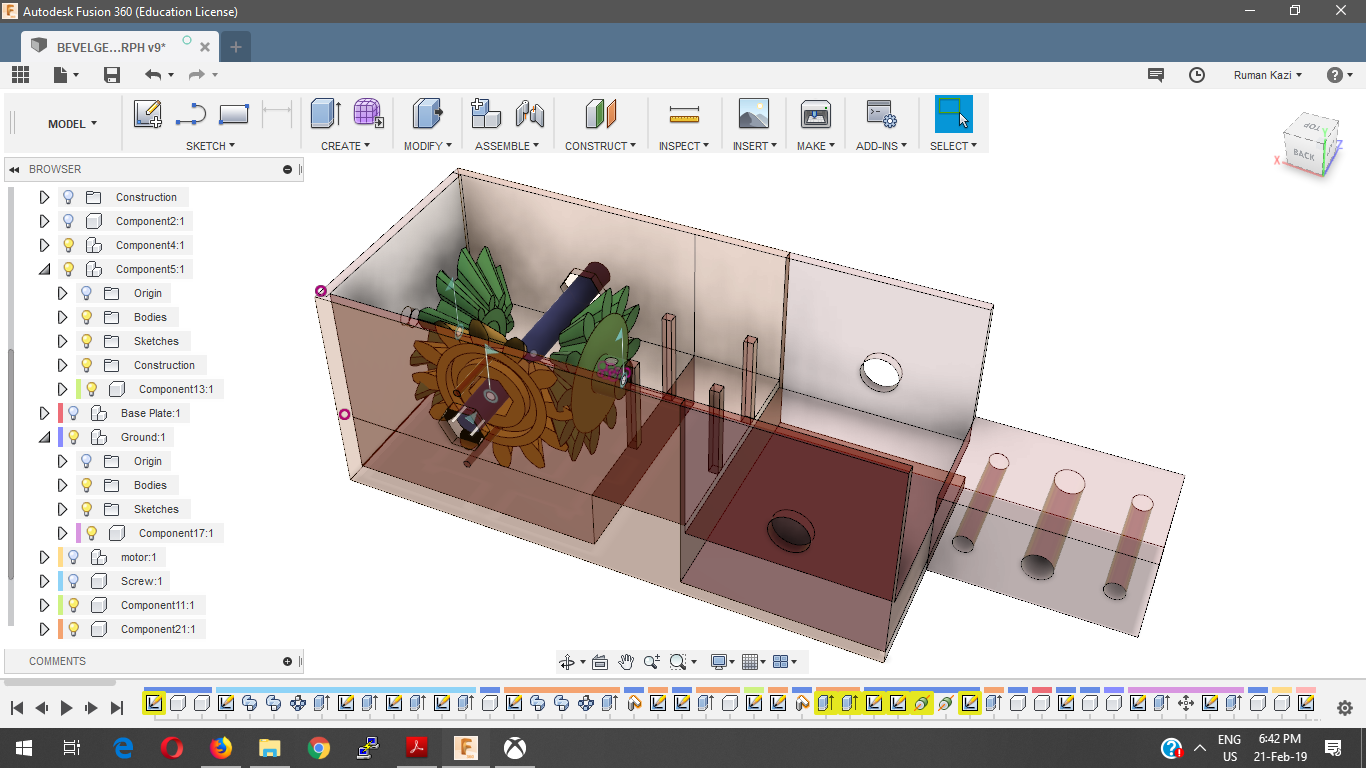 Autodesk Fusion 360 (Education License)
BEVELGE...RPH v9*
Ruman Kazi
MODEL
SKETCH
CREATE
MODIFY
ASSEMBLE
CONSTRUCT
INSPECT
INSERT
MAKE
ADD-INS
SELECT
TOP
BACK
X
Y
Z
BROWSER
Construction
Component2:1
Component4:1
Component5:1
Origin
Bodies
Sketches
Construction
Component13:1
Base Plate:1
Ground:1
Origin
Bodies
Sketches
Component17:1
motor:1
Screw:1
Component11:1
Component21:1
COMMENTS
ENG
US
6:42 PM
21-Feb-19